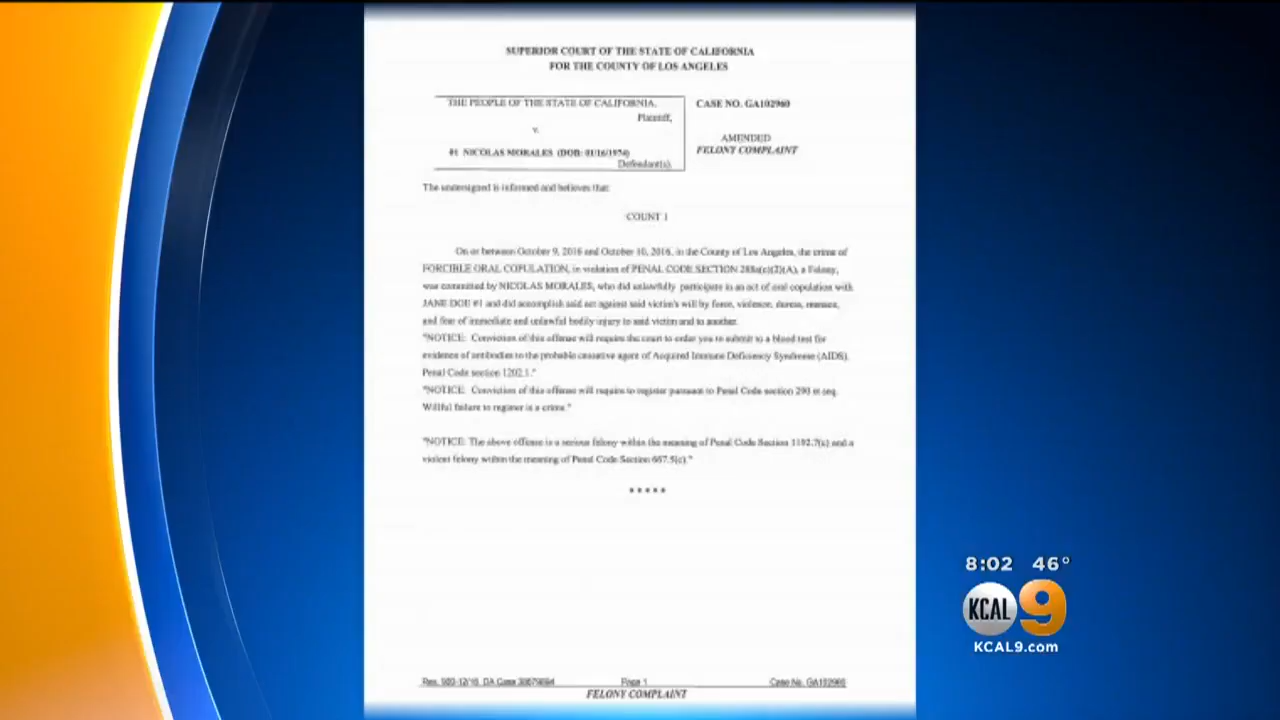 SUPERIOR COURT OF THE STATE OF CALIFORNIA
FOR THE COUNTY OF LOS ANGELES
THE PEOPLE OF THE STATE OF CALIFORNIA,
Plaintiff,
v.
#1 NICOLAS MORALES (DOB: 01/16/1974)
Defendant(s).
CASE NO. GA102960
AMENDED
FELONY COMPLAINT
The undersigned is informed and believes that:
COUNT 1
On or between October 9, 2016 and October 10, 2016, in the County of Los Angeles, the crime of
FORCIBLE ORAL COPULATION, in violation of PENAL CODE SECTION 288a(c)(2)(A), a Felony,
was committed by NICOLAS MORALES, who did unlawfully participate in an act of oral copulation with
JANE DOE #1 and did accomplish said act against said victim's will by force, violence, duress, menace,
and fear of immediate and unlawful bodily injury to said victim and to another.
"NOTICE: Conviction of this offense will require the court to order you to submit to a blood test for
evidence of antibodies to the probable causative agent of Acquired Immune Deficiency Syndrome (AIDS).
Penal Code section 1202.1."
"NOTICE: Conviction of this offense will require to register pursuant to Penal Code section 290 et seq.
Willful failure to register is a crime."
"NOTICE: The above offense is a serious felony within the meaning of Penal Code Section 1192.7(c) and a
violent felony within the meaning of Penal Code Section 667.5(c)."
* * * * *
Rev. DA Case Page 1 Case No. GA102960
FELONY COMPLAINT
8:02 46°
KCAL 9
KCAL9.com